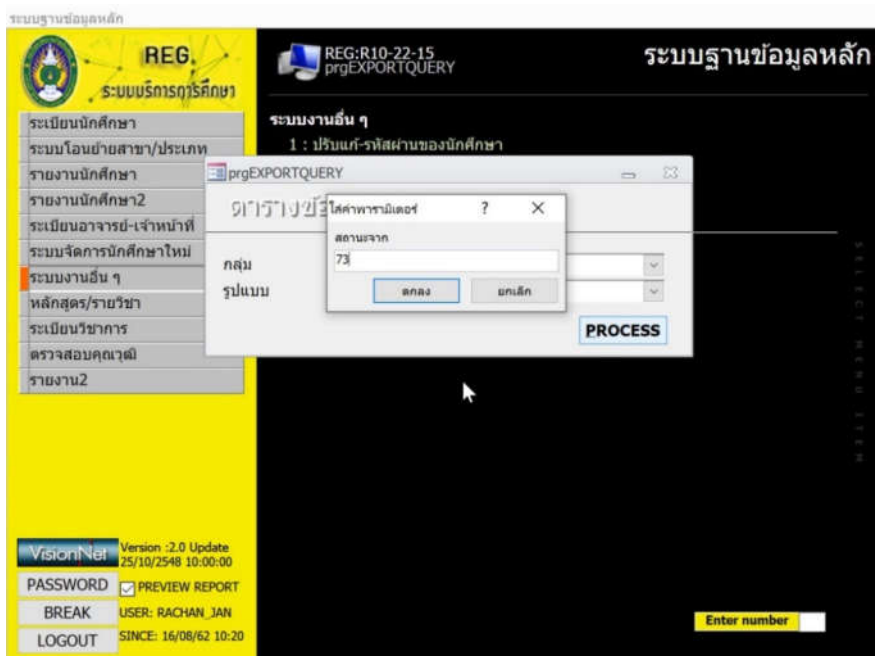 ระบบฐานข้อมูลหลัก
REG.
ระบบบริการการศึกษา
REG:R10-22-15
prgEXPORTQUERY
ระบบฐานข้อมูลหลัก
ระเบียนนักศึกษา
ระบบโอนย้ายสาขา/ประเภท
รายงานนักศึกษา
รายงานนักศึกษา2
ระเบียนอาจารย์-เจ้าหน้าที่
ระบบจัดการนักศึกษาใหม่
ระบบงานอื่น ๆ
หลักสูตร/รายวิชา
ระเบียนวิชาการ
ตรวจสอบคุณวุฒิ
รายงาน2
ระบบงานอื่น ๆ
1 : ปรับแก้-รหัสผ่านของนักศึกษา
prgEXPORTQUERY
ตารางข้อ
กลุ่ม
รูปแบบ
PROCESS
ใส่ค่าพารามิเตอร์ ?
สถานะจาก
73
ตกลง ยกเลิก
SELECT MENU ITEM
VisionNet
Version :2.0 Update
25/10/2548 10:00:00
PASSWORD
PREVIEW REPORT
BREAK
USER: RACHAN_JAN
LOGOUT
SINCE: 16/08/62 10:20
Enter number